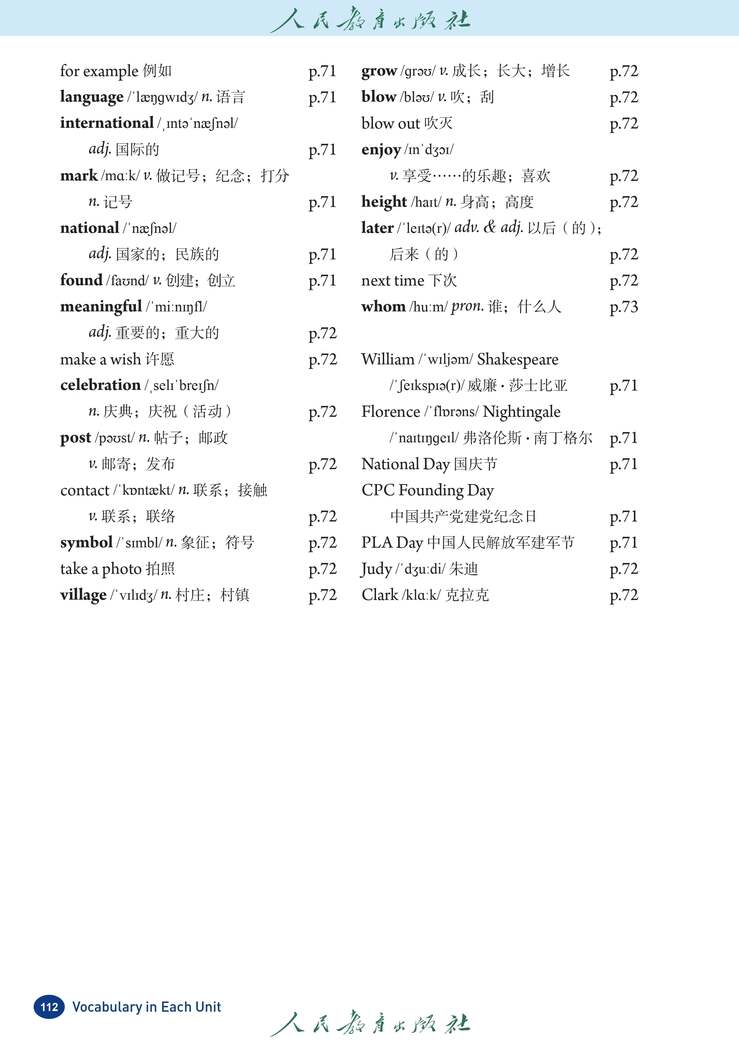 人民教育出版社
for example 例如 p.71
language /ˈlæŋɡwɪdʒ/ n. 语言 p.71
international /ˌɪntəˈnæʃnəl/
adj. 国际的 p.71
mark /mɑːk/ v. 做记号；纪念；打分
n. 记号 p.71
national /ˈnæʃnəl/
adj. 国家的；民族的 p.71
found /faʊnd/ v. 创建；创立 p.71
meaningful /ˈmiːnɪŋfl/
adj. 重要的；重大的 p.72
make a wish 许愿 p.72
celebration /ˌselɪˈbreɪʃn/
n. 庆典；庆祝（活动） p.72
post /pəʊst/ n. 帖子；邮政
v. 邮寄；发布 p.72
contact /ˈkɒntækt/ n. 联系；接触
v. 联系；联络 p.72
symbol /ˈsɪmbl/ n. 象征；符号 p.72
take a photo 拍照 p.72
village /ˈvɪlɪdʒ/ n. 村庄；村镇 p.72
grow /ɡrəʊ/ v. 成长；长大；增长 p.72
blow /bləʊ/ v. 吹；刮 p.72
blow out 吹灭 p.72
enjoy /ɪnˈdʒɔɪ/
v. 享受……的乐趣；喜欢 p.72
height /haɪt/ n. 身高；高度 p.72
later /ˈleɪtə(r)/ adv. & adj. 以后（的）；
后来（的） p.72
next time 下次 p.72
whom /huːm/ pron. 谁；什么人 p.73
William /ˈwɪljəm/ Shakespeare
/ˈʃeɪkspɪə(r)/ 威廉·莎士比亚 p.71
Florence /ˈflɒrəns/ Nightingale
/ˈnaɪtɪŋɡeɪl/ 弗洛伦斯·南丁格尔 p.71
National Day 国庆节 p.71
CPC Founding Day
中国共产党建党纪念日 p.71
PLA Day 中国人民解放军建军节 p.71
Judy /ˈdʒuːdi/ 朱迪 p.72
Clark /klɑːk/ 克拉克 p.72
112 Vocabulary in Each Unit
人民教育出版社